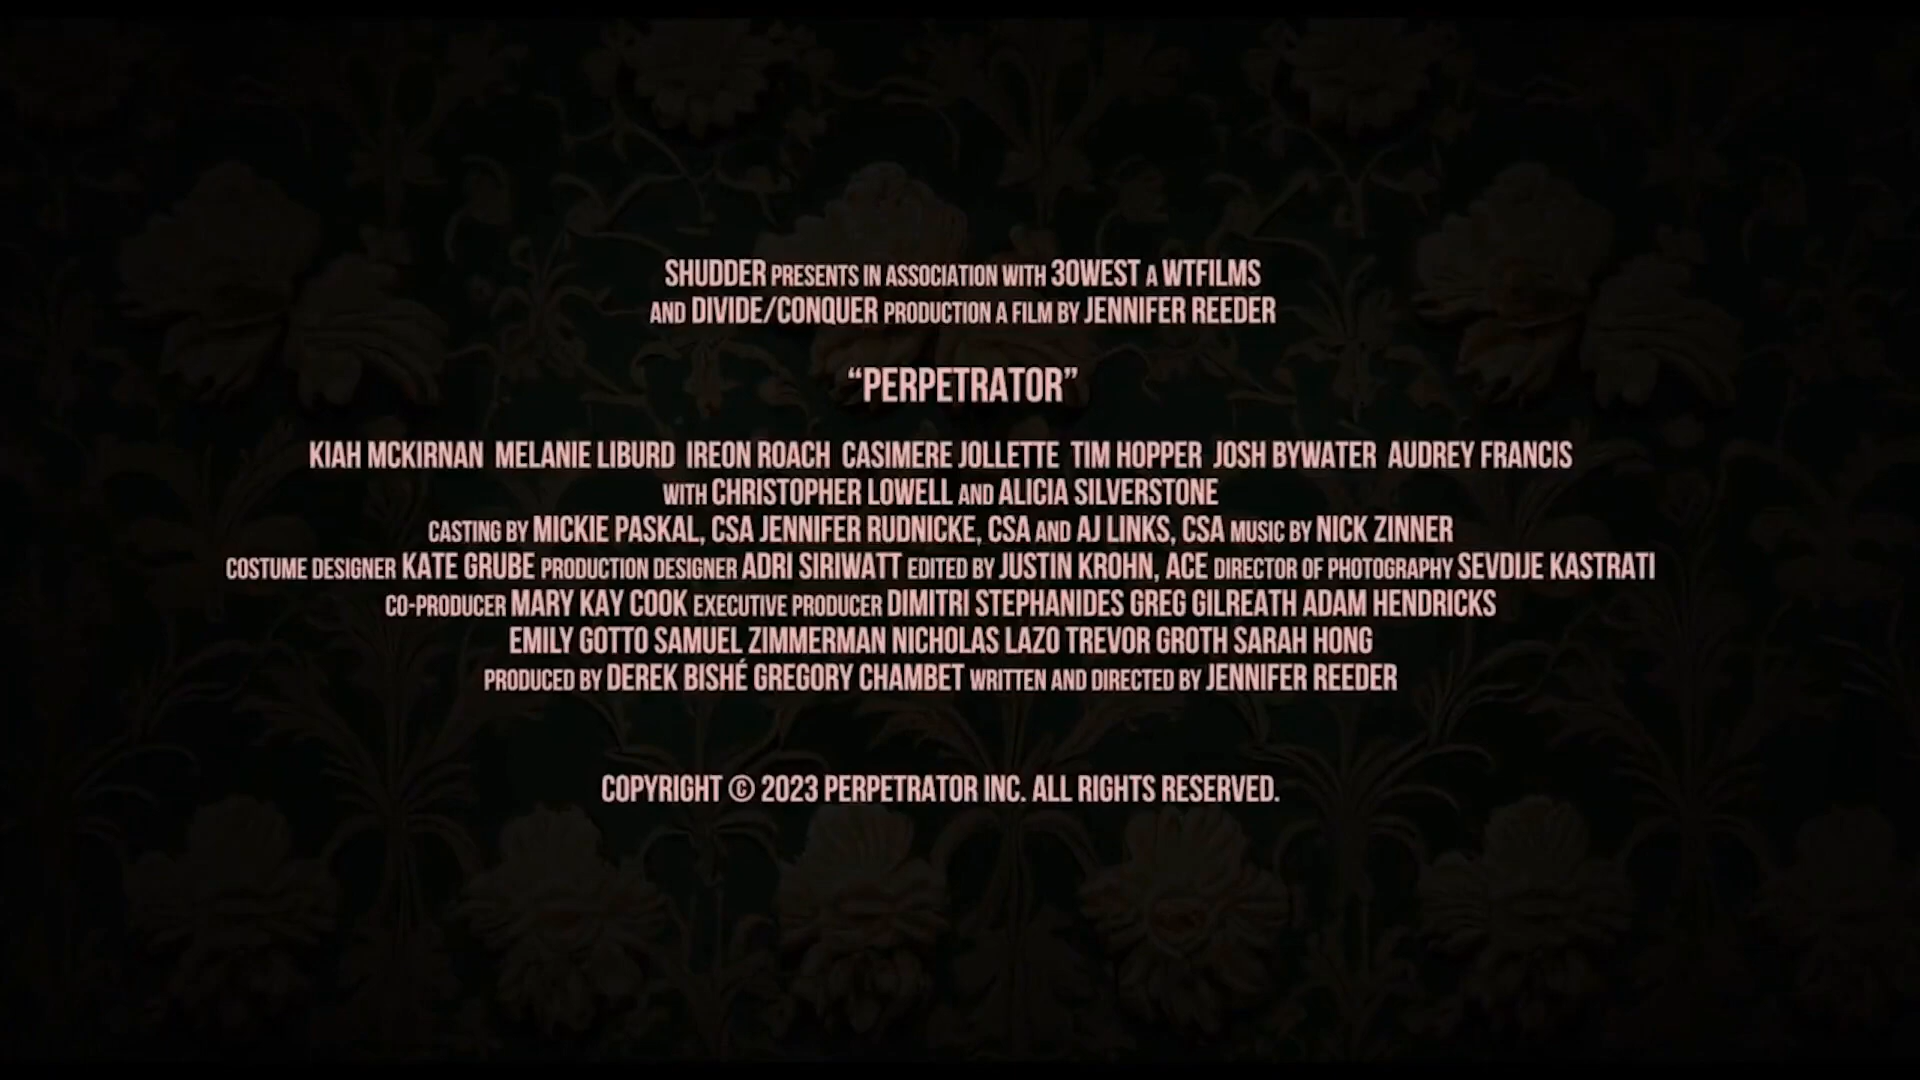 SHUDDER PRESENTS IN ASSOCIATION WITH 30WEST A WTFILMS
AND DIVIDE/CONQUER PRODUCTION A FILM BY JENNIFER REEDER
“PERPETRATOR”
KIAH MCKIRNAN MELANIE LIBURD IREON ROACH CASIMERE JOLLETTE TIM HOPPER JOSH BYWATER AUDREY FRANCIS
WITH CHRISTOPHER LOWELL AND ALICIA SILVERSTONE
CASTING BY MICKIE PASKAL, CSA JENNIFER RUDNICKE, CSA AND AJ LINKS, CSA MUSIC BY NICK ZINNER
COSTUME DESIGNER KATE GRUBE PRODUCTION DESIGNER ADRI SIRIWATT EDITED BY JUSTIN KROHN, ACE DIRECTOR OF PHOTOGRAPHY SEVDIJE KASTRATI
CO-PRODUCER MARY KAY COOK EXECUTIVE PRODUCER DIMITRI STEPHANIDES GREG GILREATH ADAM HENDRICKS
EMILY GOTTO SAMUEL ZIMMERMAN NICHOLAS LAZO TREVOR GROTH SARAH HONG
PRODUCED BY DEREK BISHÉ GREGORY CHAMBET WRITTEN AND DIRECTED BY JENNIFER REEDER
COPYRIGHT © 2023 PERPETRATOR INC. ALL RIGHTS RESERVED.